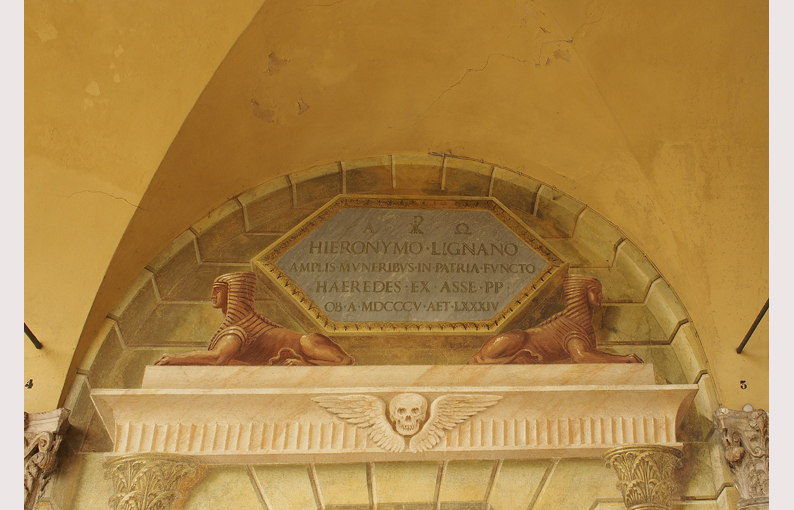 Α ☧ Ω
HIERONYMO·LIGNANO
AMPLIS·MVNERIBVS·IN·PATRIA·FVNCTO
HAEREDES·EX·ASSE·PP·
OB·A·MDCCCV·AET·LXXXIV
4
5